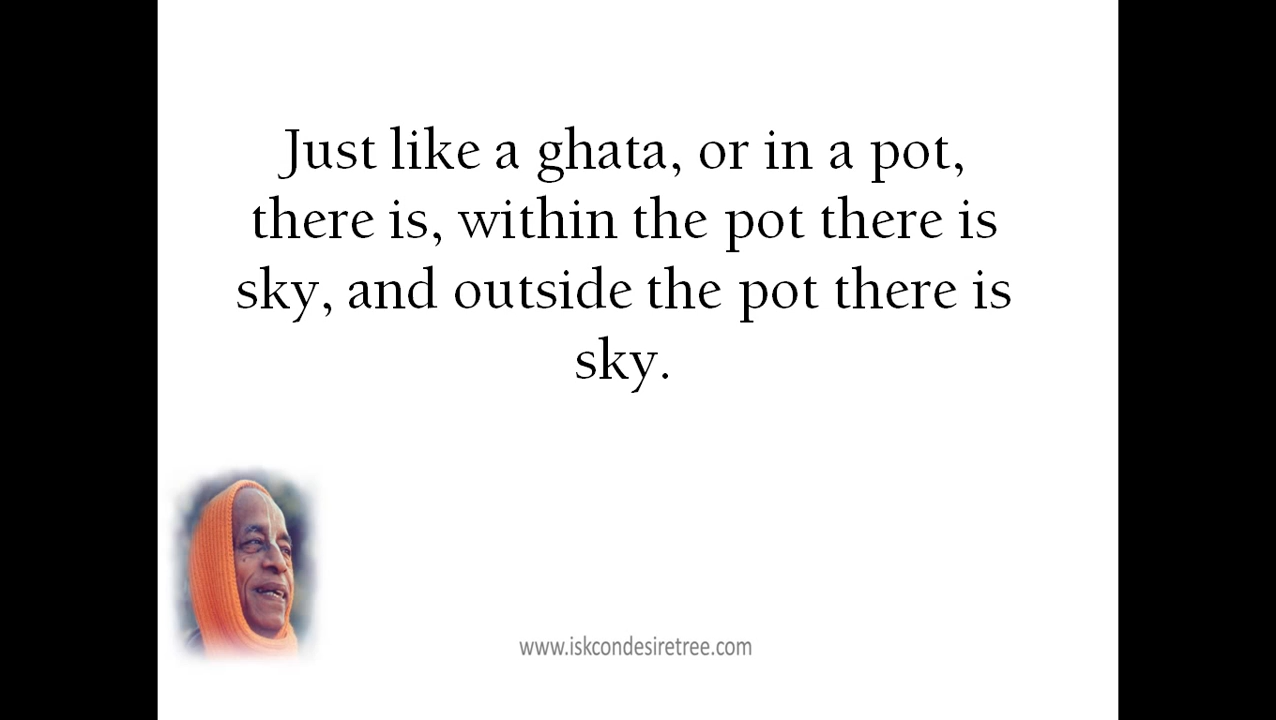 Just like a ghata, or in a pot,
there is, within the pot there is
sky, and outside the pot there is
sky.
www.iskcondesiretree.com